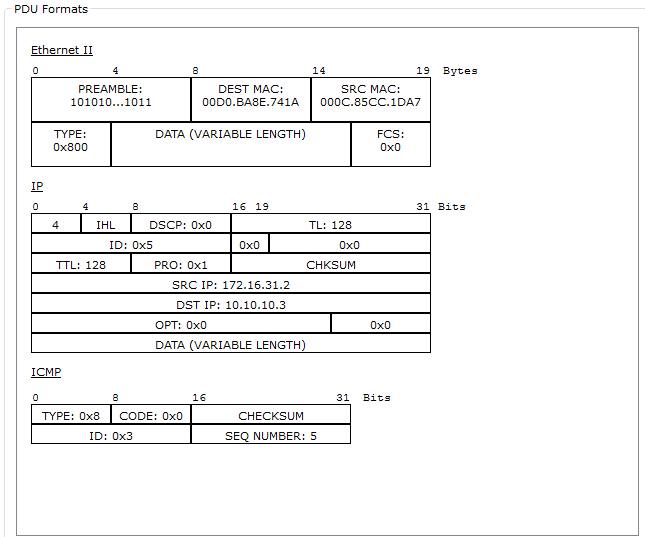 PDU Formats
Ethernet II
0 4 8 14 19 Bytes
PREAMBLE: DEST MAC: SRC MAC:
101010...1011 00D0.BA8E.741A 000C.85CC.1DA7
TYPE: DATA (VARIABLE LENGTH) FCS:
0x800 0x0
IP
0 4 8 16 19 31 Bits
4 IHL DSCP: 0x0 TL: 128
ID: 0x5 0x0 0x0
TTL: 128 PRO: 0x1 CHKSUM
SRC IP: 172.16.31.2
DST IP: 10.10.10.3
OPT: 0x0 0x0
DATA (VARIABLE LENGTH)
ICMP
0 8 16 31 Bits
TYPE: 0x8 CODE: 0x0 CHECKSUM
ID: 0x3 SEQ NUMBER: 5